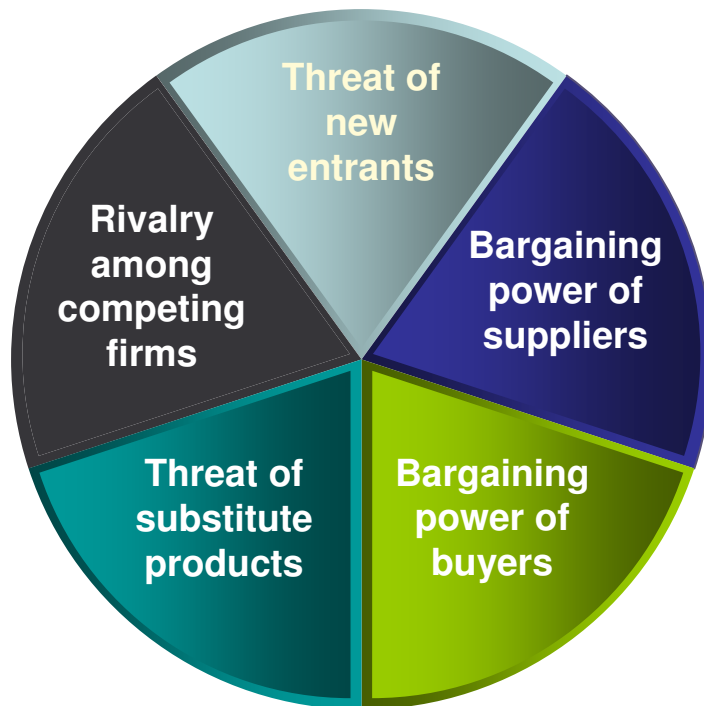 Threat of
new
entrants
Bargaining
power of
suppliers
Bargaining
power of
buyers
Threat of
substitute
products
Rivalry
among
competing
firms